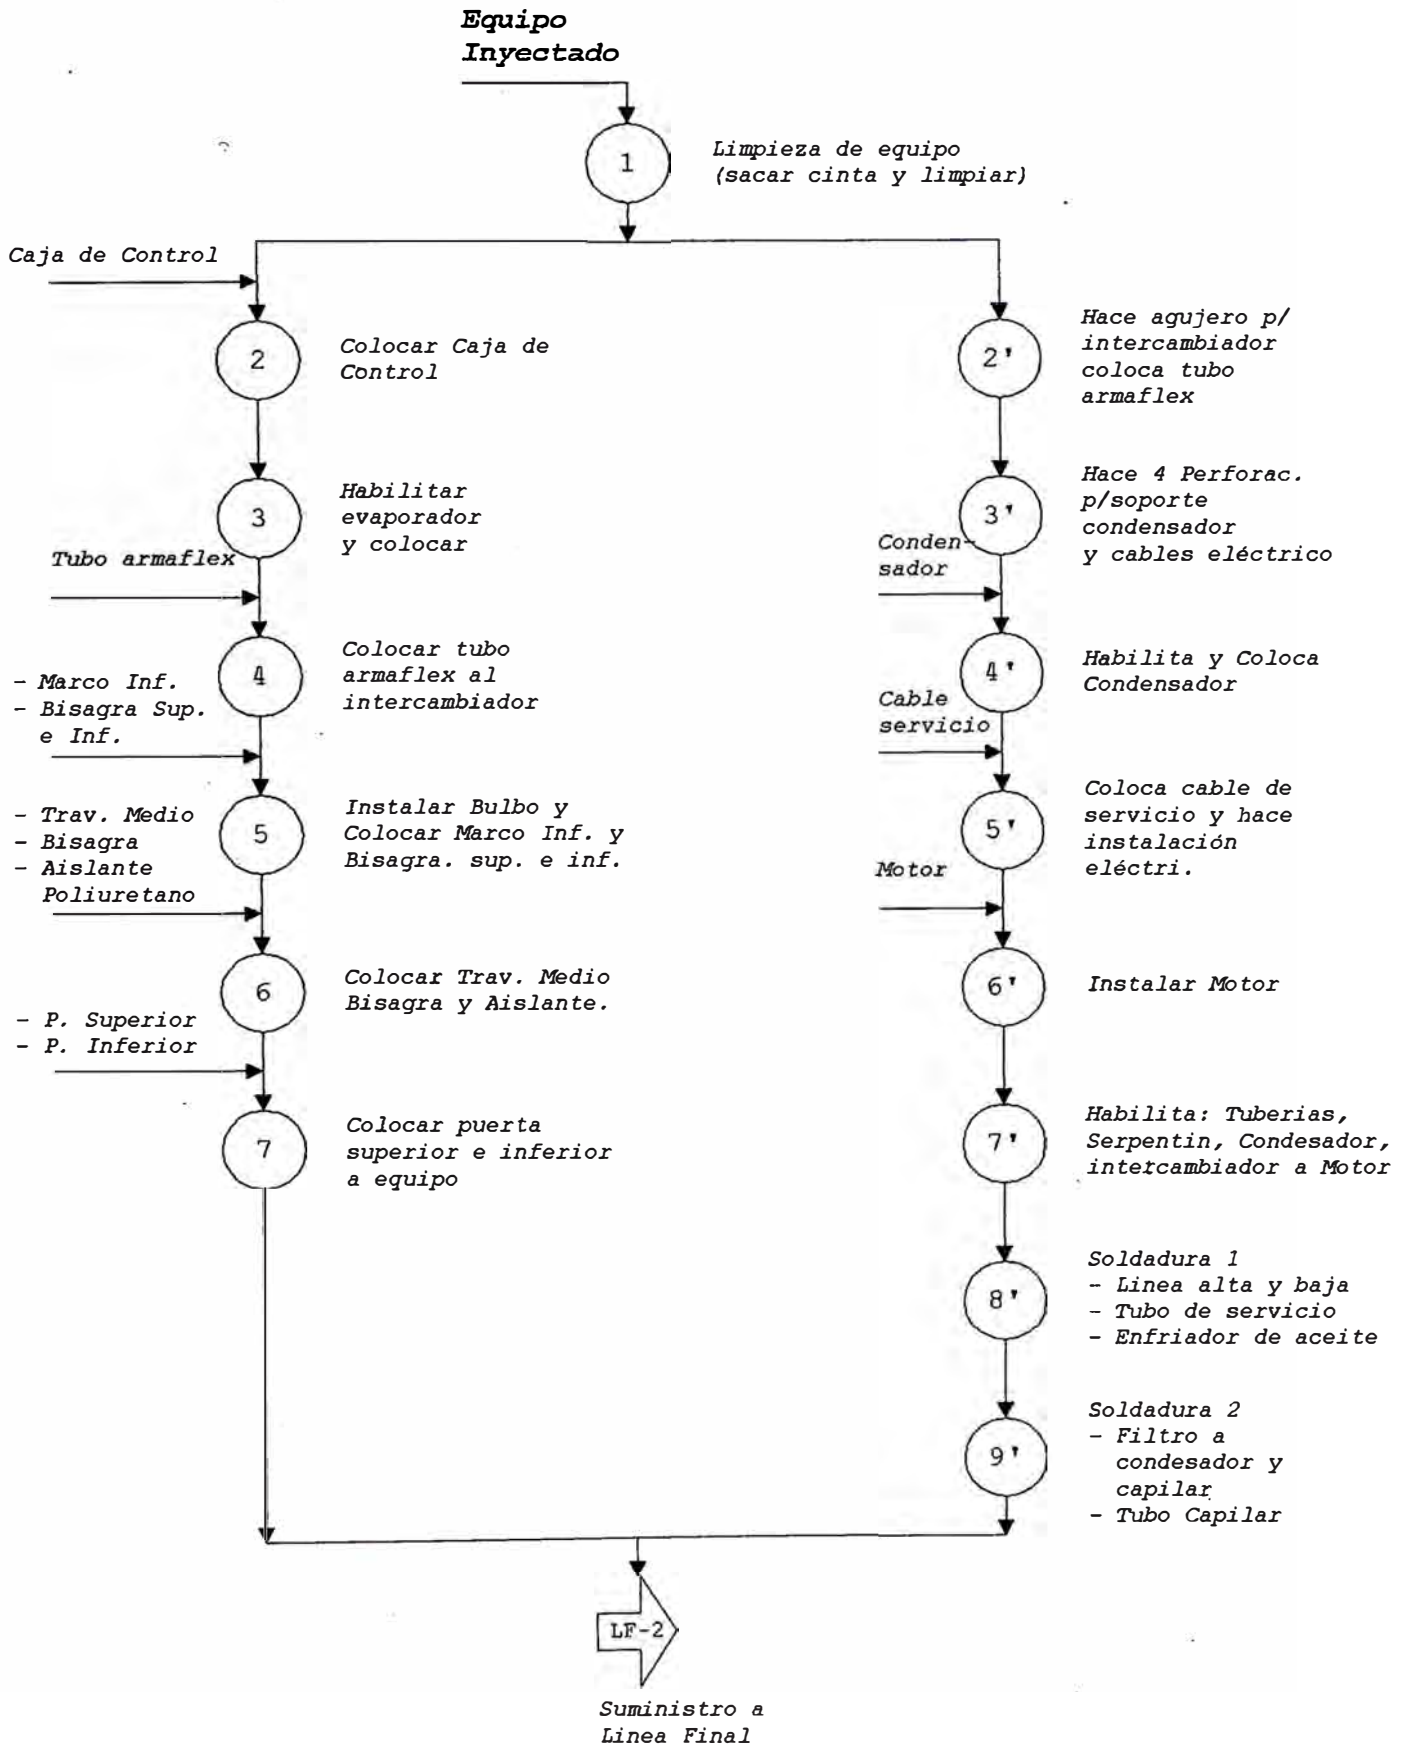 Equipo
Inyectado
1
Limpieza de equipo
(sacar cinta y limpiar)
Caja de Control
2
Colocar Caja de
Control
3
Habilitar
evaporador
y colocar
Tubo armaflex
4
Colocar tubo
armaflex al
intercambiador
- Marco Inf.
- Bisagra Sup.
e Inf.
5
Instalar Bulbo y
Colocar Marco Inf. y
Bisagra. sup. e inf.
- Trav. Medio
- Bisagra
- Aislante
Poliuretano
6
Colocar Trav. Medio
Bisagra y Aislante.
- P. Superior
- P. Inferior
7
Colocar puerta
superior e inferior
a equipo
2'
Hace agujero p/
intercambiador
coloca tubo
armaflex
3'
Hace 4 Perforac.
p/soporte
condensador
y cables eléctrico
Conden-
sador
4'
Habilita y Coloca
Condensador
Cable
servicio
5'
Coloca cable de
servicio y hace
instalación
eléctri.
Motor
6'
Instalar Motor
7'
Habilita: Tuberias,
Serpentin, Condesador,
intercambiador a Motor
8'
Soldadura 1
- Linea alta y baja
- Tubo de servicio
- Enfriador de aceite
9'
Soldadura 2
- Filtro a
condesador y
capilar
- Tubo Capilar
LF-2
Suministro a
Linea Final